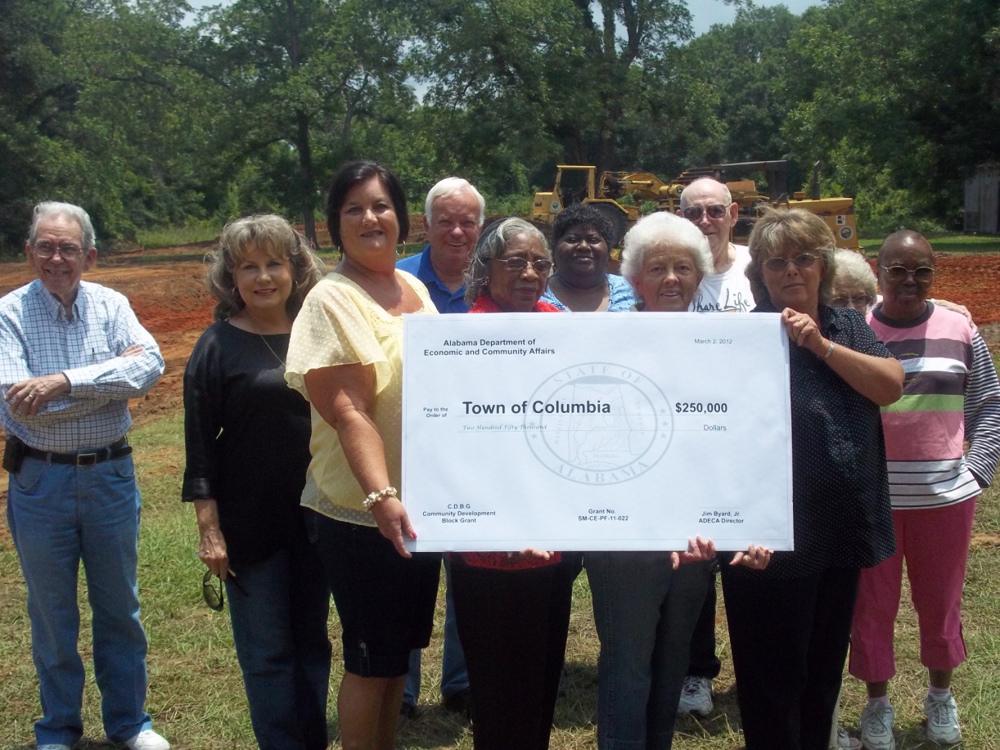 Alabama Department of
Economic and Community Affairs
March 2, 2012
Pay to the
Order of
Town of Columbia
$250,000
Two Hundred Fifty Thousand
Dollars
STATE OF
ALABAMA
C.D.B.G
Community Development
Block Grant
Grant No.
SM-CE-PF-11-022
Jim Byard, Jr.
ADECA Director
Share Life